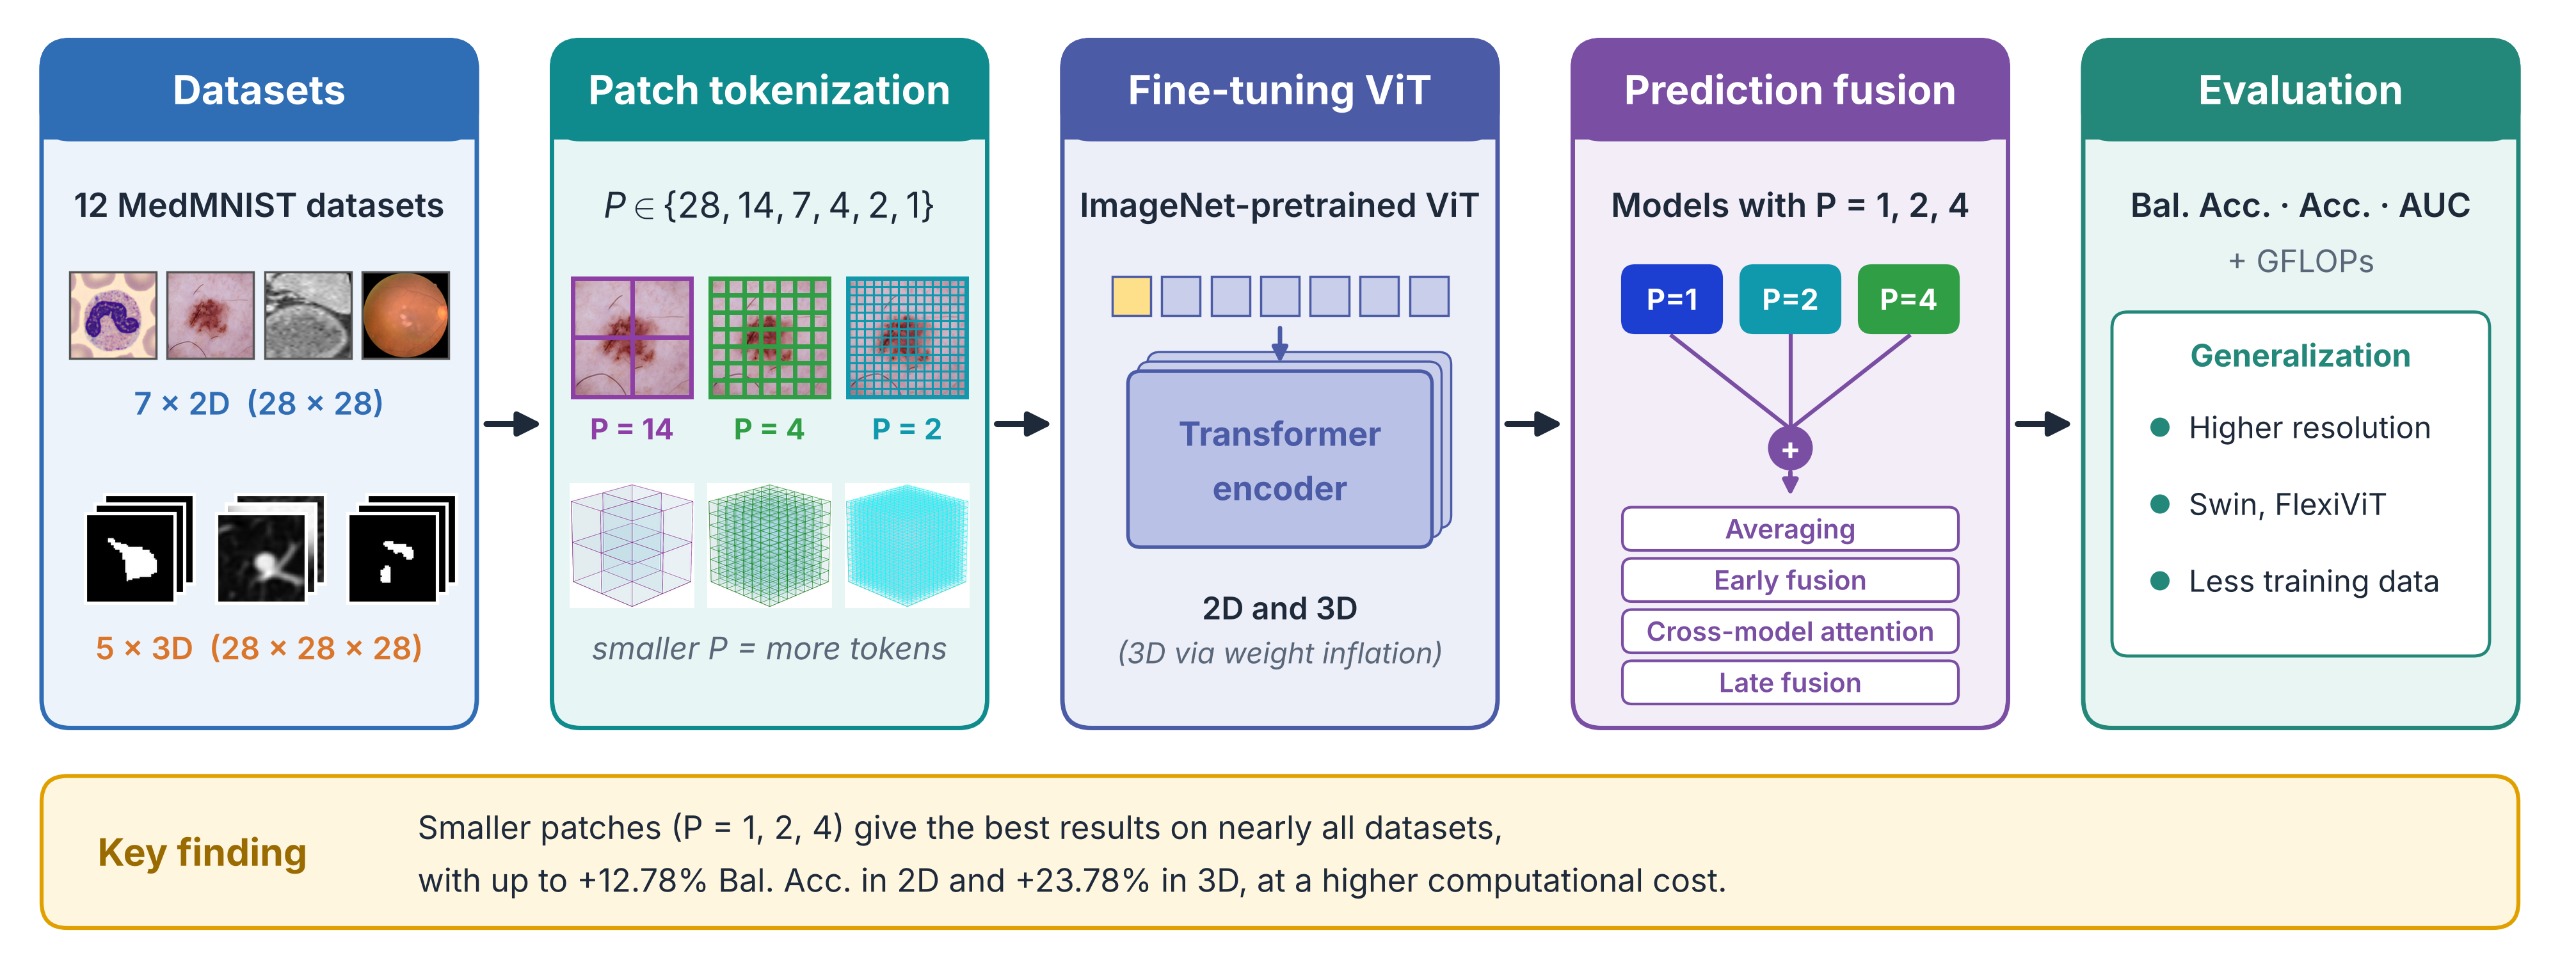 Datasets
12 MedMNIST datasets
7 × 2D (28 × 28)
5 × 3D (28 × 28 × 28)
Patch tokenization
P ∈ {28, 14, 7, 4, 2, 1}
P = 14
P = 4
P = 2
smaller P = more tokens
Fine-tuning ViT
ImageNet-pretrained ViT
Transformer
encoder
2D and 3D
(3D via weight inflation)
Prediction fusion
Models with P = 1, 2, 4
P=1
P=2
P=4
+
Averaging
Early fusion
Cross-model attention
Late fusion
Evaluation
Bal. Acc. · Acc. · AUC
+ GFLOPs
Generalization
Higher resolution
Swin, FlexiViT
Less training data
Key finding
Smaller patches (P = 1, 2, 4) give the best results on nearly all datasets,
with up to +12.78% Bal. Acc. in 2D and +23.78% in 3D, at a higher computational cost.